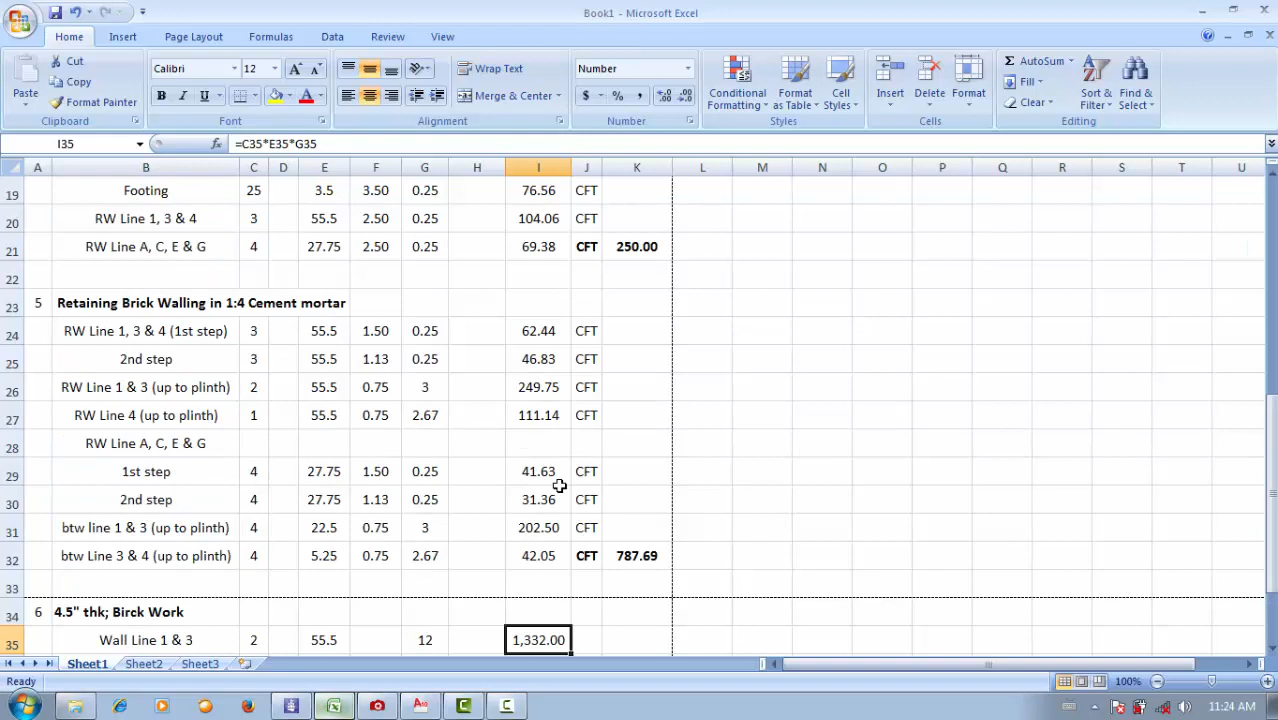 Book1 - Microsoft Excel
Home Insert Page Layout Formulas Data Review View
Cut
Copy
Format Painter
Paste
Clipboard
Calibri 12
B I U
Font
Wrap Text
Merge & Center
Alignment
Number
$ % ,
Number
Conditional Formatting
Format as Table
Cell Styles
Styles
Insert Delete Format
Cells
AutoSum
Fill
Clear
Sort & Filter
Find & Select
Editing
I35 fx =C35*E35*G35
A B C D E F G H I J K L M N O P Q R S T U
19 Footing 25 3.5 3.50 0.25 76.56 CFT
20 RW Line 1, 3 & 4 3 55.5 2.50 0.25 104.06 CFT
21 RW Line A, C, E & G 4 27.75 2.50 0.25 69.38 CFT 250.00
22
23 5 Retaining Brick Walling in 1:4 Cement mortar
24 RW Line 1, 3 & 4 (1st step) 3 55.5 1.50 0.25 62.44 CFT
25 2nd step 3 55.5 1.13 0.25 46.83 CFT
26 RW Line 1 & 3 (up to plinth) 2 55.5 0.75 3 249.75 CFT
27 RW Line 4 (up to plinth) 1 55.5 0.75 2.67 111.14 CFT
28 RW Line A, C, E & G
29 1st step 4 27.75 1.50 0.25 41.63 CFT
30 2nd step 4 27.75 1.13 0.25 31.36 CFT
31 btw line 1 & 3 (up to plinth) 4 22.5 0.75 3 202.50 CFT
32 btw Line 3 & 4 (up to plinth) 4 5.25 0.75 2.67 42.05 CFT 787.69
33
34 6 4.5" thk; Birck Work
35 Wall Line 1 & 3 2 55.5 12 1,332.00
Sheet1 Sheet2 Sheet3
Ready 100%
11:24 AM